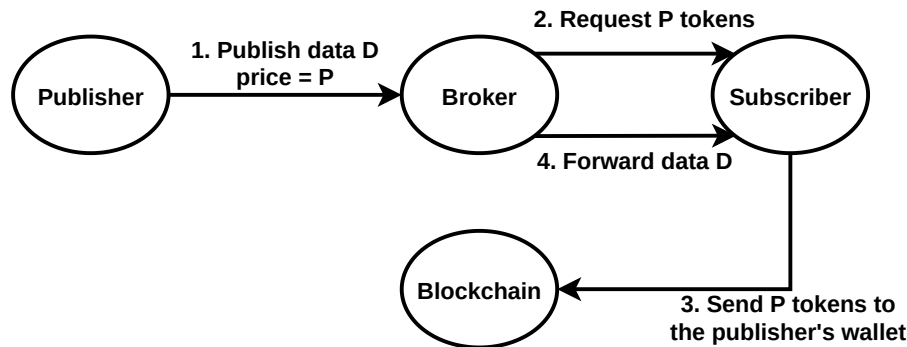 1. Publish data D
price = P
2. Request P tokens
Publisher
Broker
Subscriber
4. Forward data D
Blockchain
3. Send P tokens to
the publisher's wallet